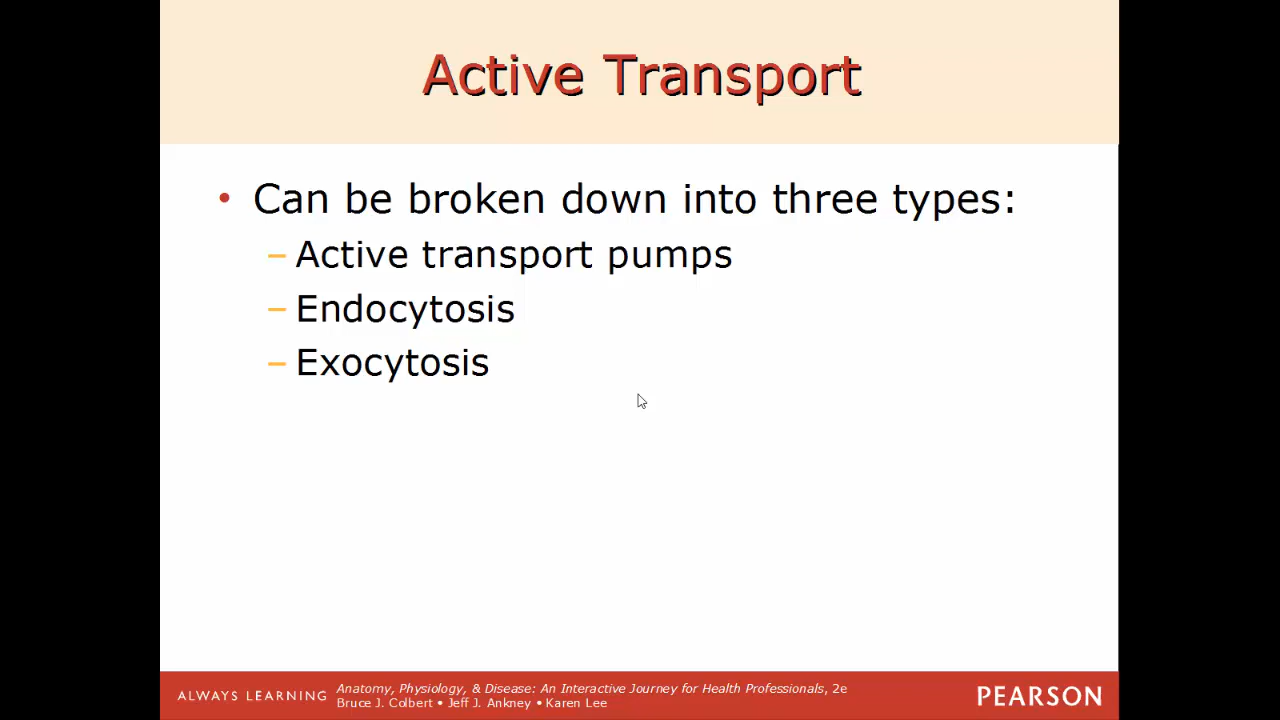 Active Transport
• Can be broken down into three types:
– Active transport pumps
– Endocytosis
– Exocytosis
ALWAYS LEARNING
Anatomy, Physiology, & Disease: An Interactive Journey for Health Professionals, 2e
Bruce J. Colbert • Jeff J. Ankney • Karen Lee
PEARSON